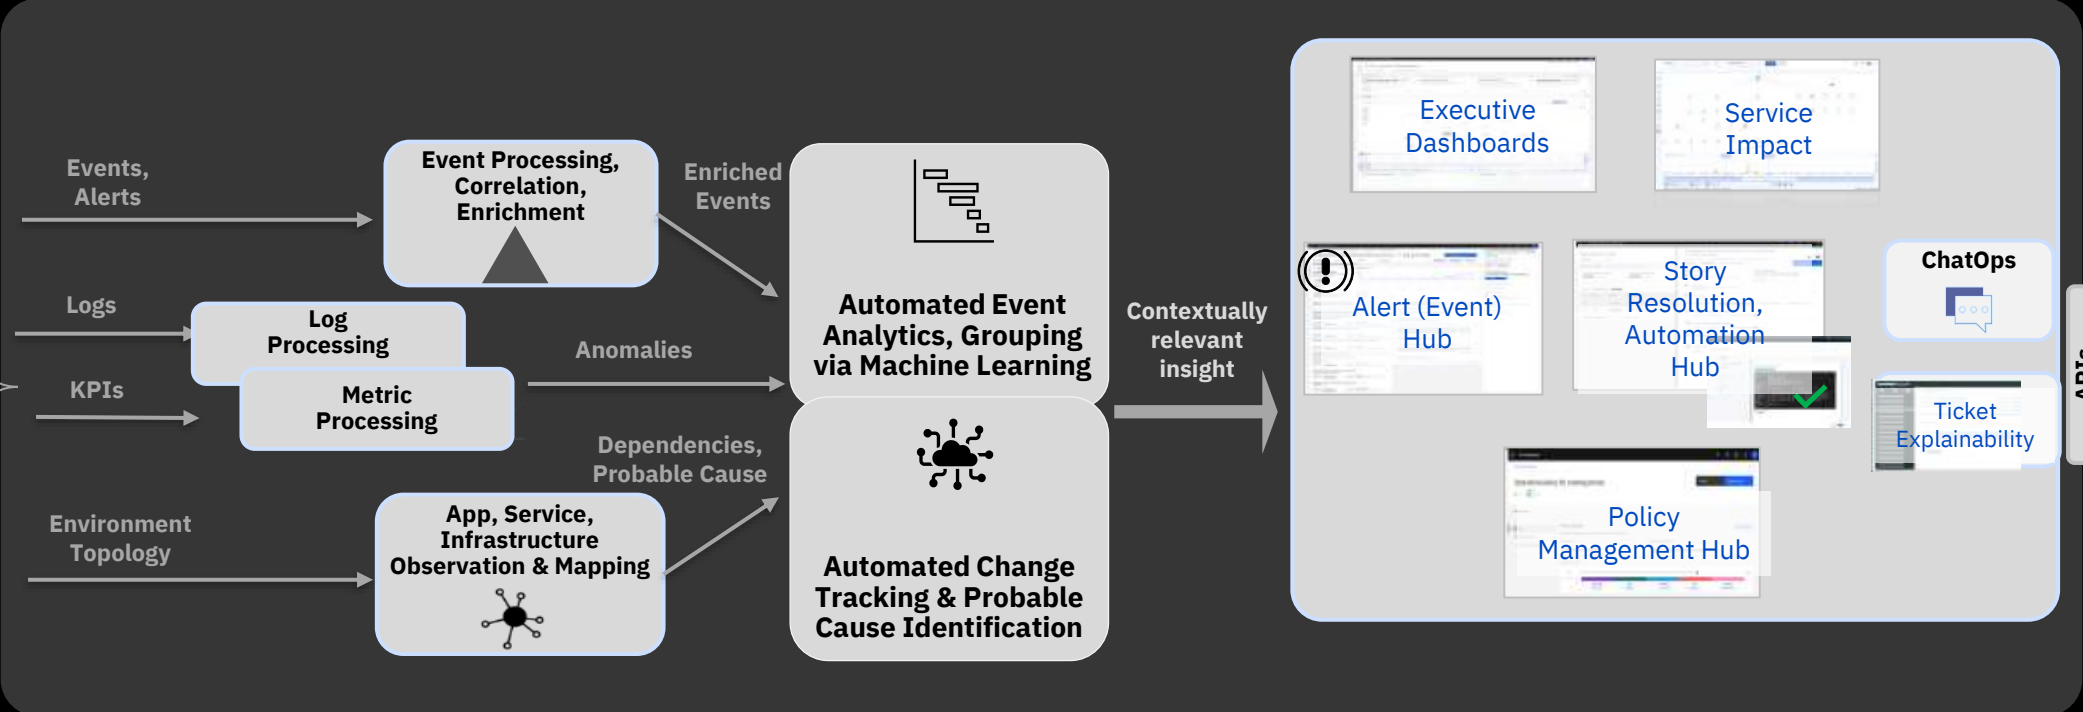 Events,
Alerts
Event Processing,
Correlation,
Enrichment
Enriched
Events
Logs
Log
Processing
KPIs
Metric
Processing
Anomalies
Environment
Topology
App, Service,
Infrastructure
Observation & Mapping
Dependencies,
Probable Cause
Automated Event
Analytics, Grouping
via Machine Learning
Automated Change
Tracking & Probable
Cause Identification
Contextually
relevant
insight
Executive
Dashboards
Service
Impact
Alert (Event)
Hub
Story
Resolution,
Automation
Hub
ChatOps
Ticket
Explainability
Policy
Management Hub
APIs